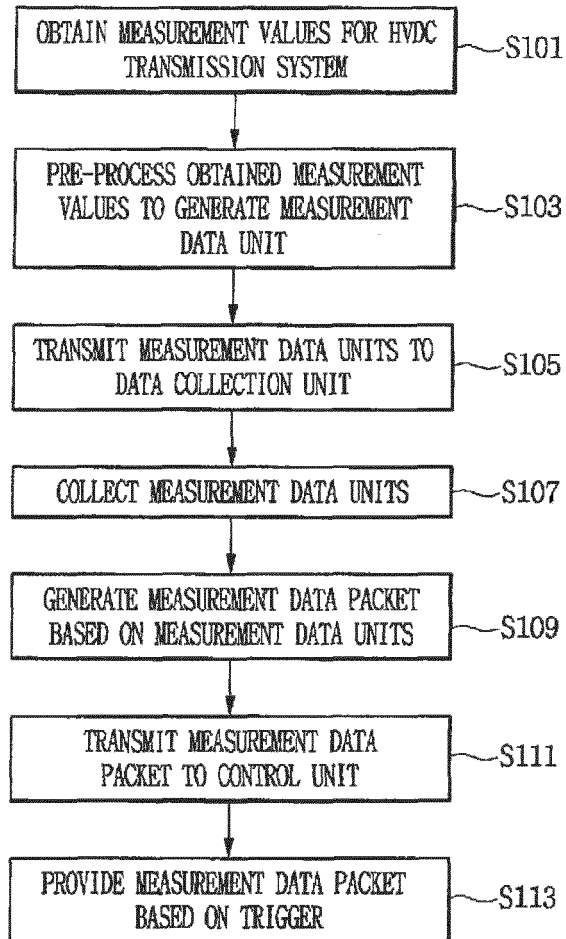 OBTAIN MEASUREMENT VALUES FOR HVDC
TRANSMISSION SYSTEM
S101
PRE-PROCESS OBTAINED MEASUREMENT
VALUES TO GENERATE MEASUREMENT
DATA UNIT
S103
TRANSMIT MEASUREMENT DATA UNITS TO
DATA COLLECTION UNIT
S105
COLLECT MEASUREMENT DATA UNITS
S107
GENERATE MEASUREMENT DATA PACKET
BASED ON MEASUREMENT DATA UNITS
S109
TRANSMIT MEASUREMENT DATA
PACKET TO CONTROL UNIT
S111
PROVIDE MEASUREMENT DATA PACKET
BASED ON TRIGGER
S113